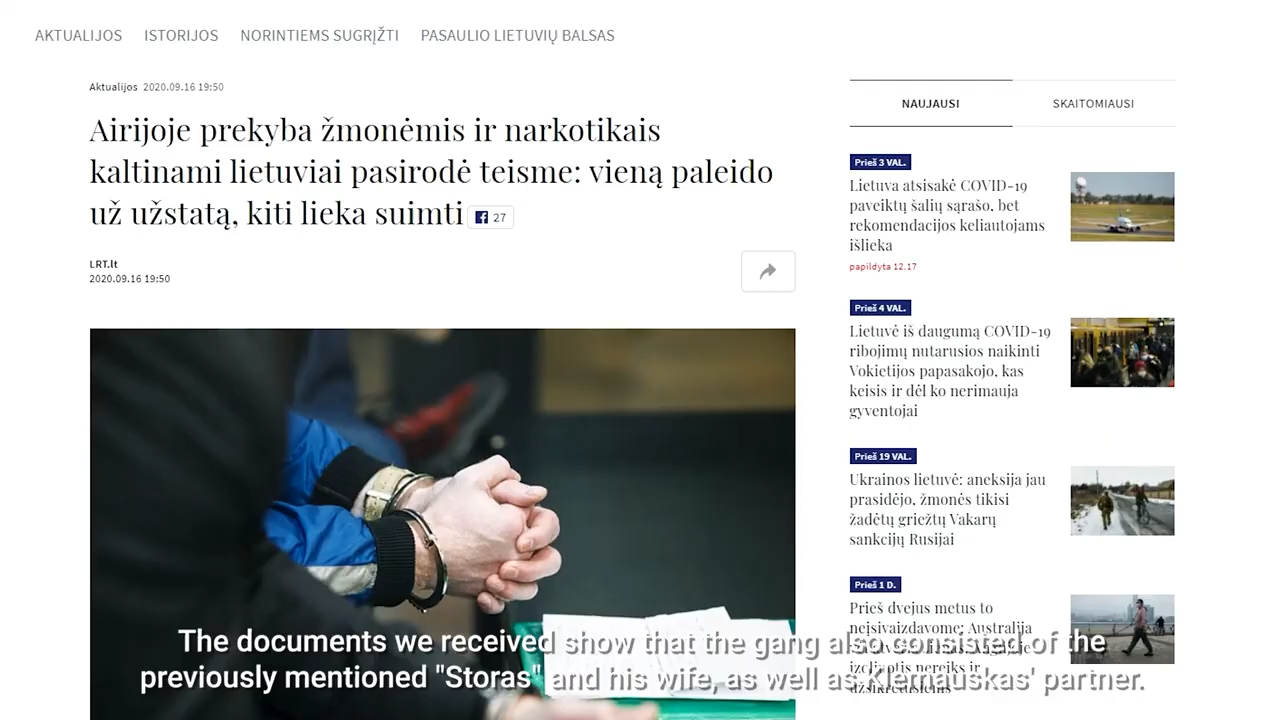 AKTUALIJOS ISTORIJOS NORINTIEMS SUGRĮŽTI PASAULIO LIETUVIŲ BALSAS
Aktualijos 2020.09.16 19:50
Airijoje prekyba žmonėmis ir narkotikais
kaltinami lietuviai pasirodė teisme: vieną paleido
už užstatą, kiti lieka suimti 27
LRT.lt
2020.09.16 19:50
NAUJAUSI SKAITOMIAUSI
Prieš 3 VAL.
Lietuva atsisakė COVID-19
paveiktų šalių sąrašo, bet
rekomendacijos keliautojams
išlieka
papildyta 12.17
Prieš 4 VAL.
Lietuvė iš daugumą COVID-19
ribojimų nutarusios naikinti
Vokietijos papasakojo, kas
keisis ir dėl ko nerimauja
gyventojai
Prieš 19 VAL.
Ukrainos lietuvė: aneksija jau
prasidėjo, žmonės tikisi
žadėtų griežtų Vakarų
sankcijų Rusijai
Prieš 1 D.
Prieš dvejus metus to
neįsivaizdavome: Australija
The documents we received show that the gang also consisted of the
previously mentioned "Storas" and his wife, as well as Klemauskas' partner.